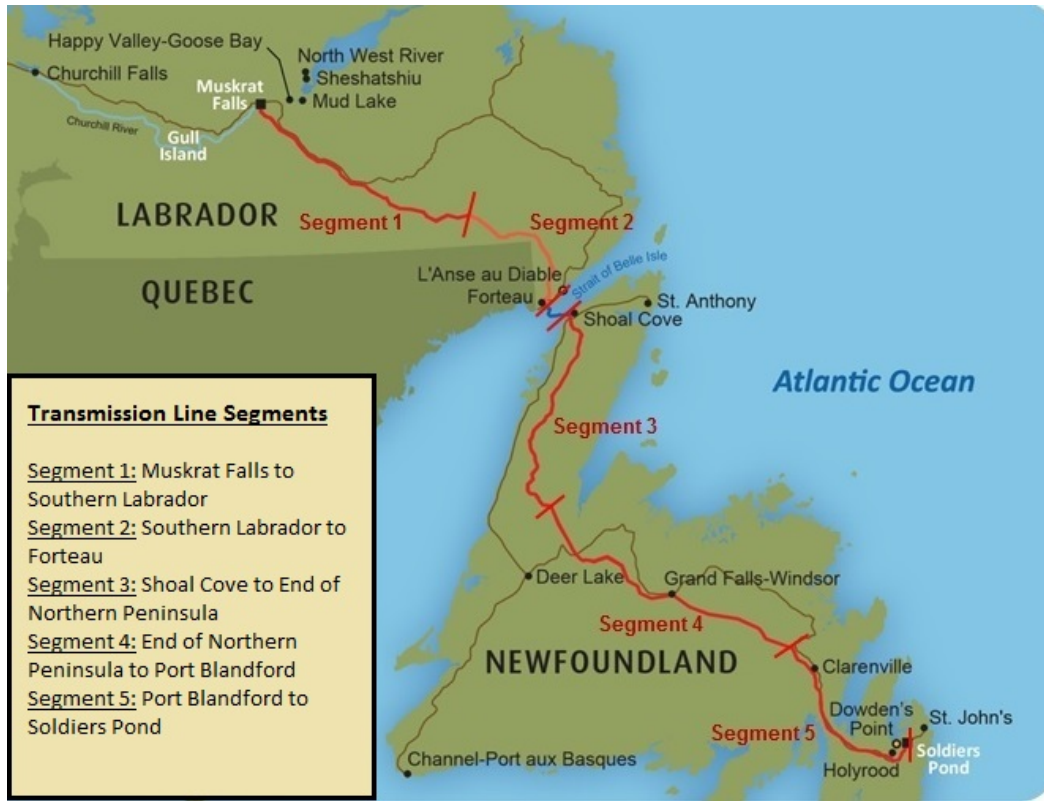 Happy Valley-Goose Bay
Churchill Falls
North West River
Sheshatshiu
Mud Lake
Muskrat
Falls
Churchill River
Gull
Island
LABRADOR
Segment 1
Segment 2
QUEBEC
L'Anse au Diable
Forteau
Strait of Belle Isle
St. Anthony
Shoal Cove
Atlantic Ocean
Segment 3
Deer Lake
Grand Falls-Windsor
Segment 4
NEWFOUNDLAND
Clarenville
Dowden's
Point
St. John's
Segment 5
Soldiers
Pond
Holyrood
Channel-Port aux Basques
Transmission Line Segments
Segment 1: Muskrat Falls to
Southern Labrador
Segment 2: Southern Labrador to
Forteau
Segment 3: Shoal Cove to End of
Northern Peninsula
Segment 4: End of Northern
Peninsula to Port Blandford
Segment 5: Port Blandford to
Soldiers Pond